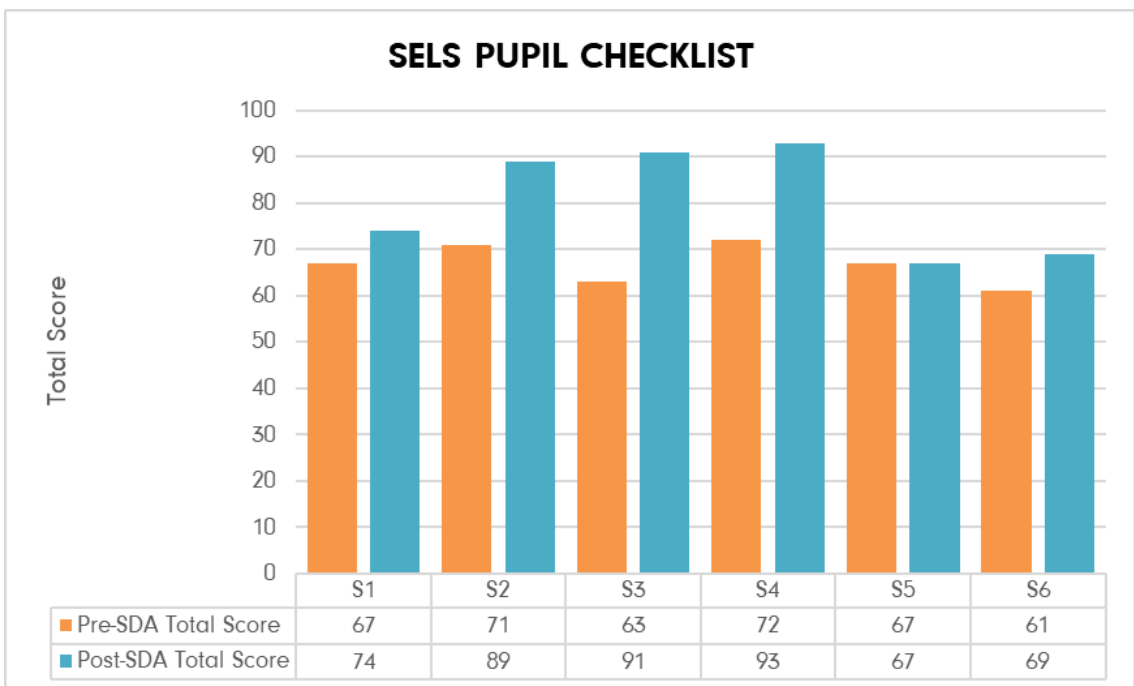 SELS PUPIL CHECKLIST
100
90
80
70
60
50
40
30
20
10
0
Total Score
S1 S2 S3 S4 S5 S6
Pre-SDA Total Score 67 71 63 72 67 61
Post-SDA Total Score 74 89 91 93 67 69